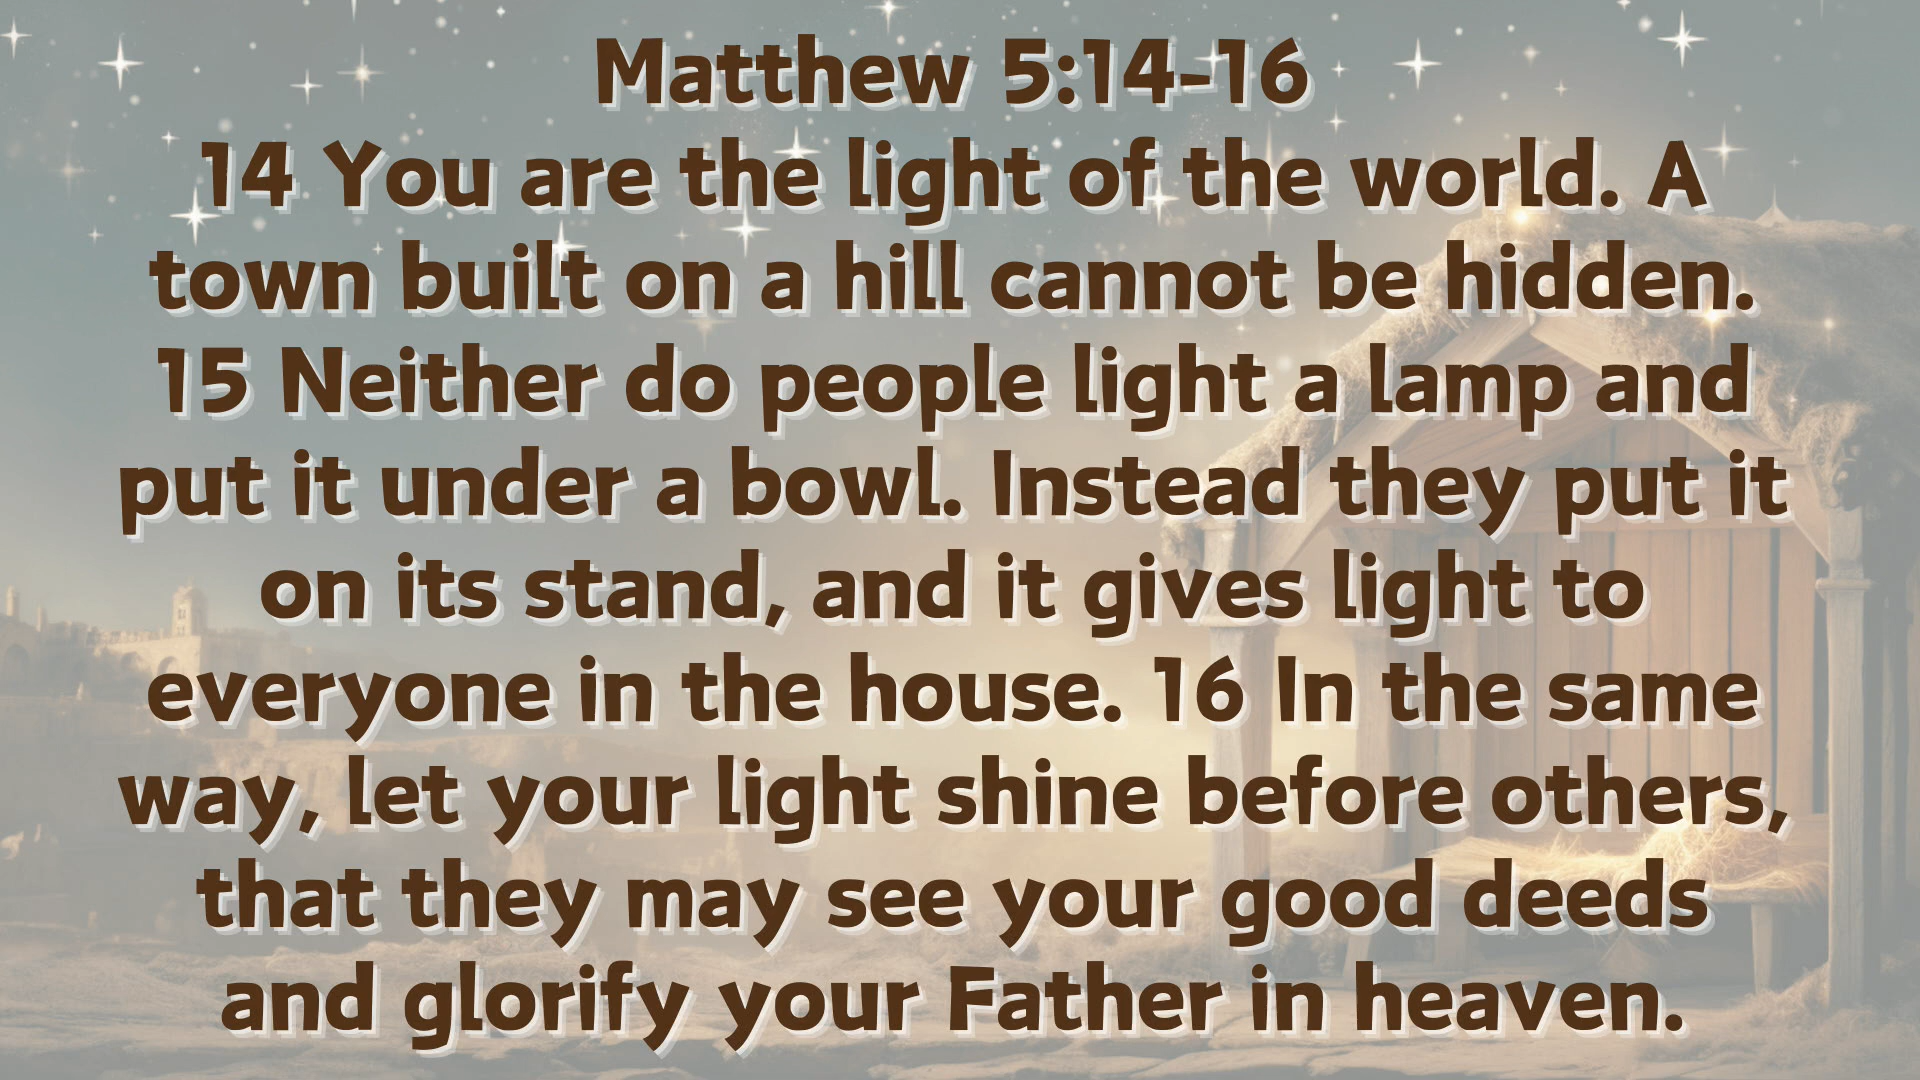 Matthew 5:14-16
14 You are the light of the world. A
town built on a hill cannot be hidden.
15 Neither do people light a lamp and
put it under a bowl. Instead they put it
on its stand, and it gives light to
everyone in the house. 16 In the same
way, let your light shine before others,
that they may see your good deeds
and glorify your Father in heaven.